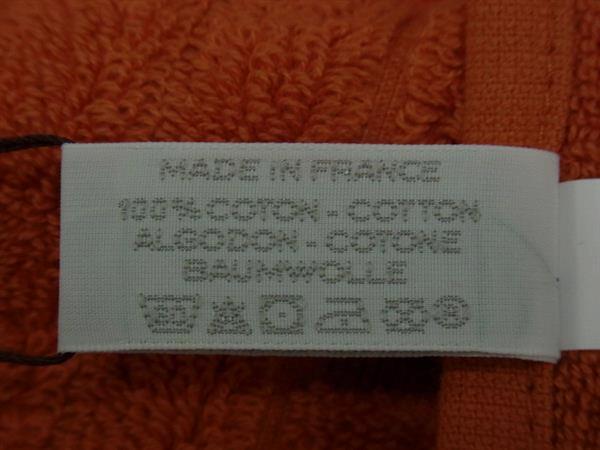 MADE IN FRANCE
100% COTON - COTTON
ALGODON - COTONE
BAUMWOLLE